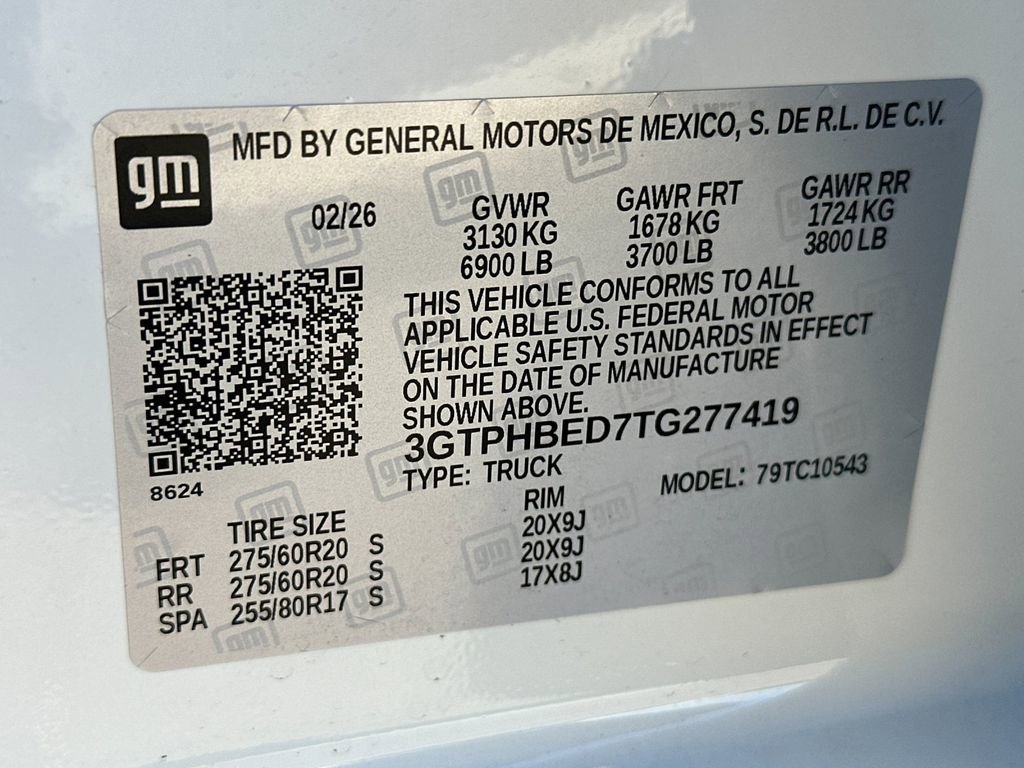 gm
MFD BY GENERAL MOTORS DE MEXICO, S. DE R.L. DE C.V.
02/26
GVWR
3130 KG
6900 LB
GAWR FRT
1678 KG
3700 LB
GAWR RR
1724 KG
3800 LB
THIS VEHICLE CONFORMS TO ALL
APPLICABLE U.S. FEDERAL MOTOR
VEHICLE SAFETY STANDARDS IN EFFECT
ON THE DATE OF MANUFACTURE
SHOWN ABOVE.
3GTPHBED7TG277419
TYPE: TRUCK
MODEL: 79TC10543
8624
TIRE SIZE RIM
FRT 275/60R20 S 20X9J
RR 275/60R20 S 20X9J
SPA 255/80R17 S 17X8J